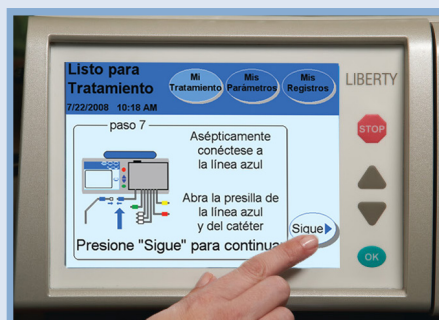 Listo para
Tratamiento
7/22/2008 10:18 AM
Mi
Tratamiento
Mis
Parámetros
Mis
Registros
LIBERTY
paso 7
Asépticamente
conéctese a
la línea azul
Abra la presilla de
la línea azul
y del catéter
Presione "Sigue" para continua
Sigue
STOP
OK